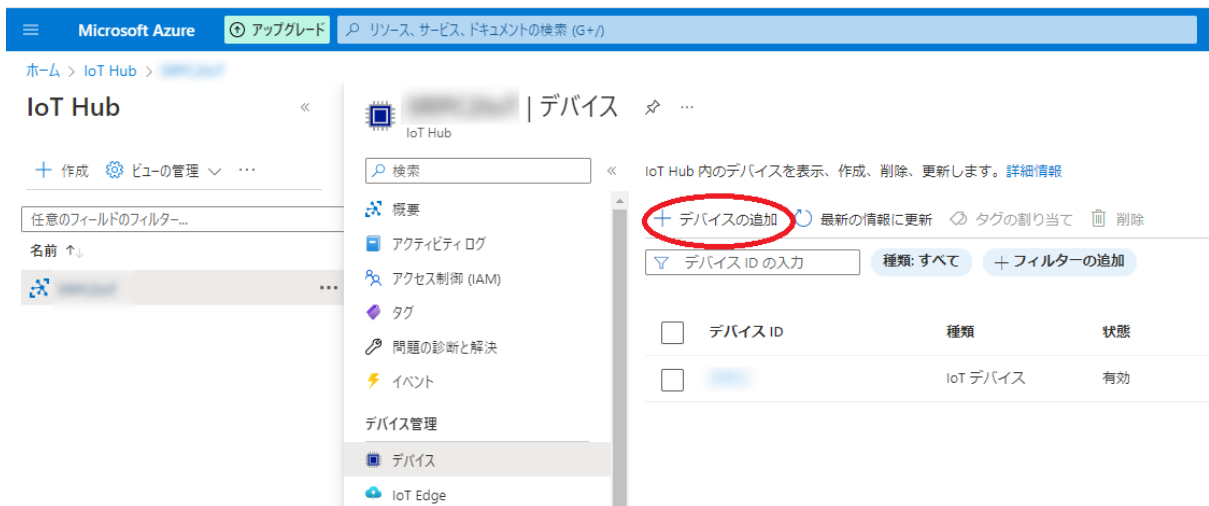 Microsoft Azure
アップグレード
リソース、サービス、ドキュメントの検索 (G+/)
ホーム > IoT Hub >
IoT Hub
作成
ビューの管理
任意のフィールドのフィルター...
名前 ↑↓
| デバイス
IoT Hub
検索
概要
アクティビティ ログ
アクセス制御 (IAM)
タグ
問題の診断と解決
イベント
デバイス管理
デバイス
IoT Edge
IoT Hub 内のデバイスを表示、作成、削除、更新します。詳細情報
デバイスの追加 最新の情報に更新 タグの割り当て 削除
デバイス ID の入力 種類: すべて フィルターの追加
デバイス ID 種類 状態
IoT デバイス 有効